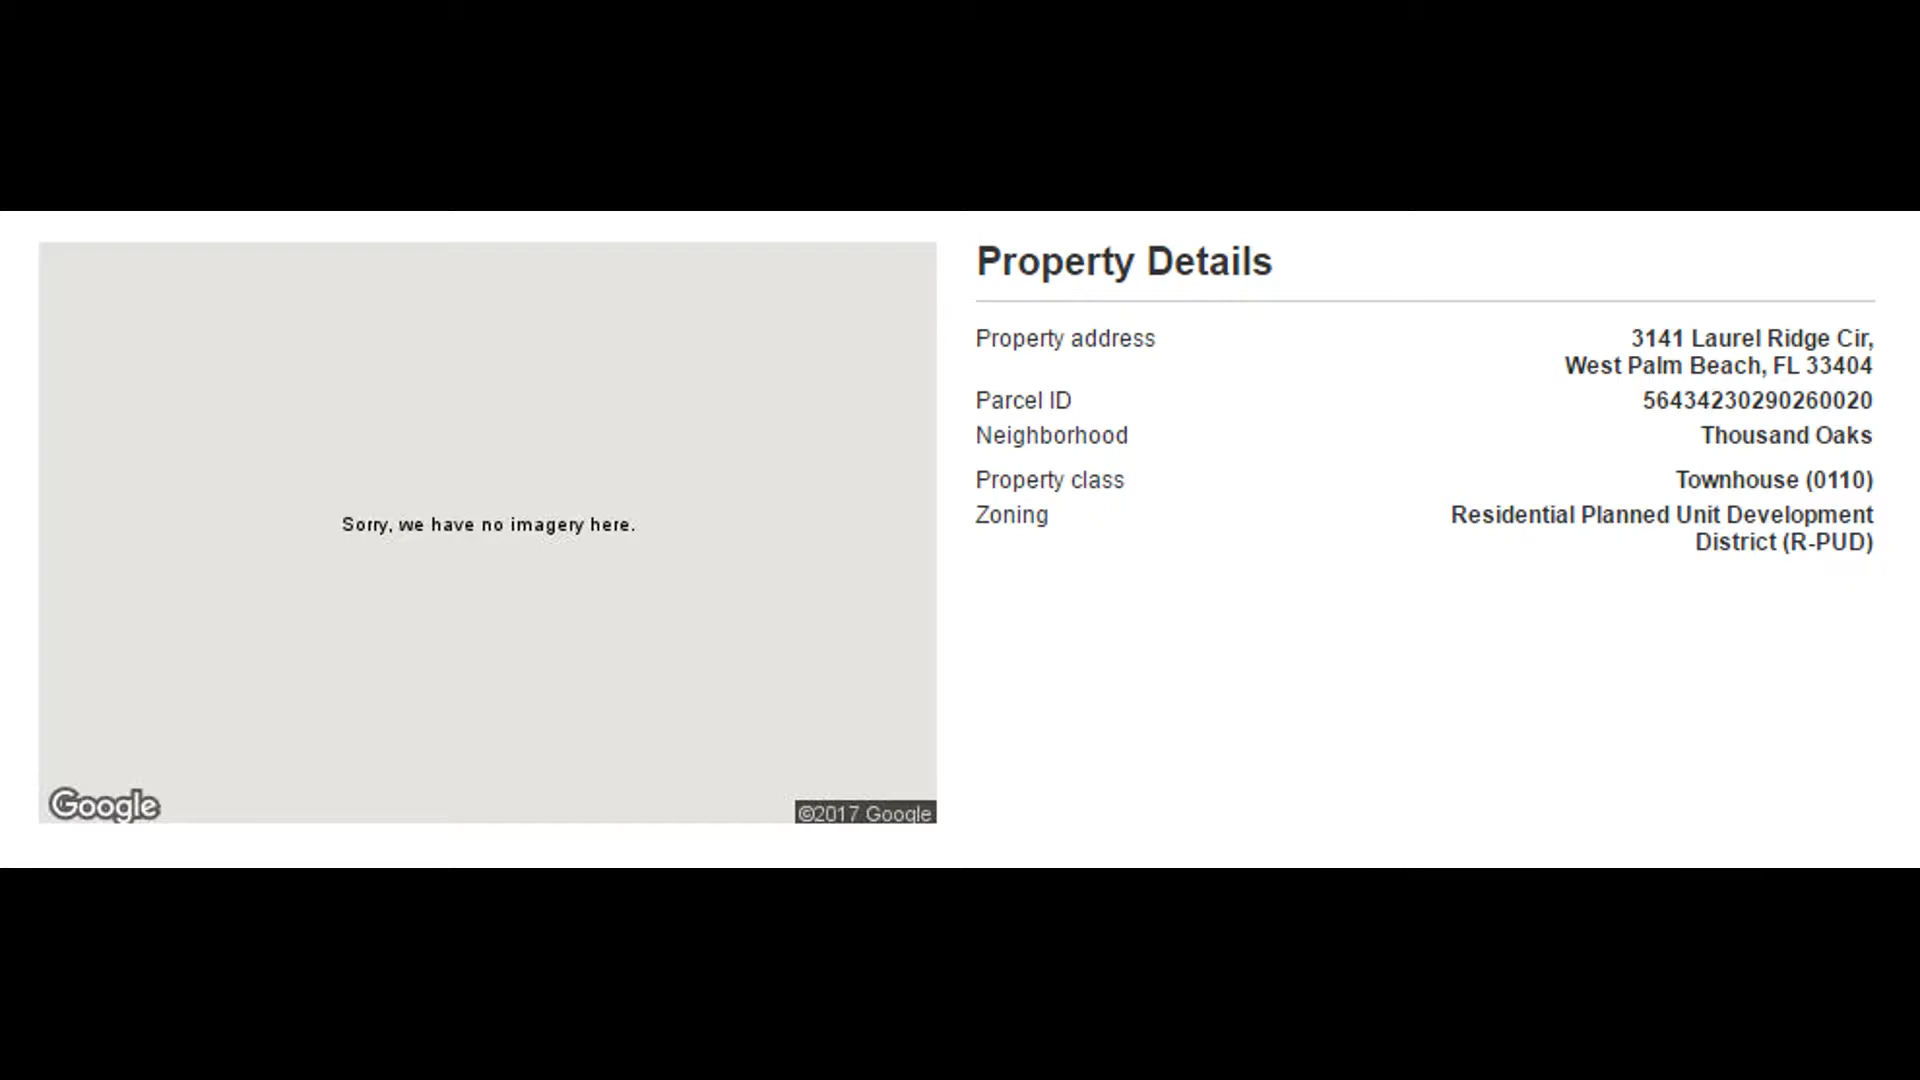 Sorry, we have no imagery here.
Google
©2017 Google
Property Details
Property address
3141 Laurel Ridge Cir,
West Palm Beach, FL 33404
Parcel ID
56434230290260020
Neighborhood
Thousand Oaks
Property class
Townhouse (0110)
Zoning
Residential Planned Unit Development
District (R-PUD)